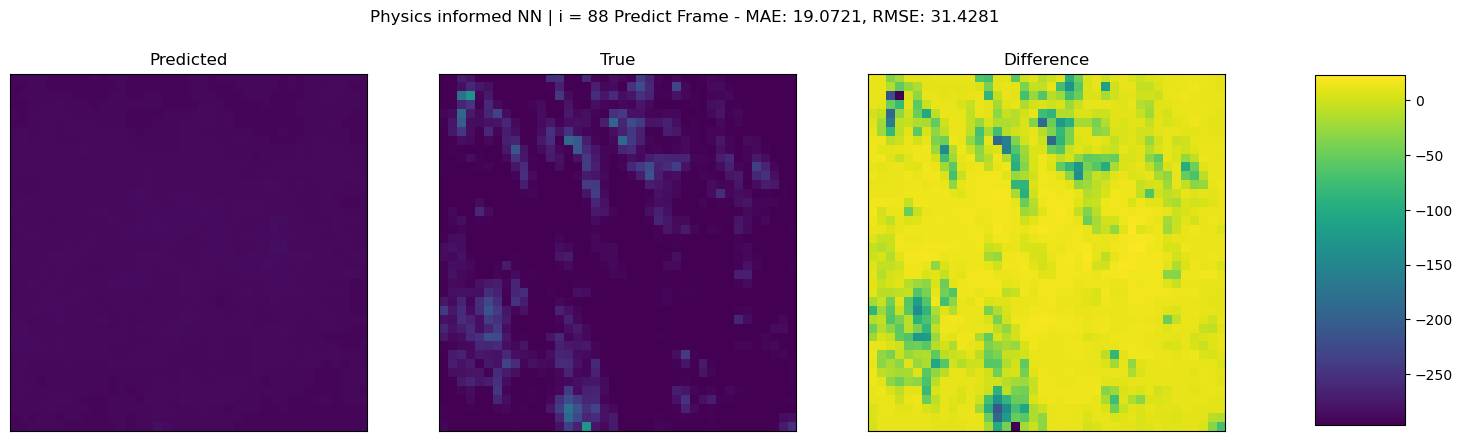 Physics informed NN | i = 88 Predict Frame - MAE: 19.0721, RMSE: 31.4281
Predicted
True
Difference
0
−50
−100
−150
−200
−250